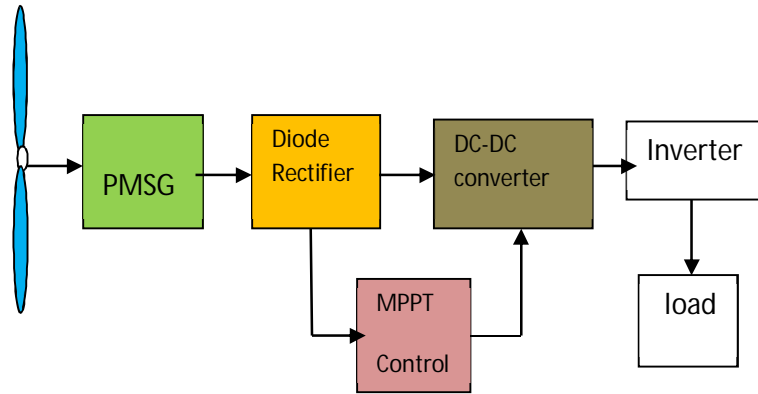 PMSG
Diode
Rectifier
DC-DC
converter
Inverter
MPPT
Control
load